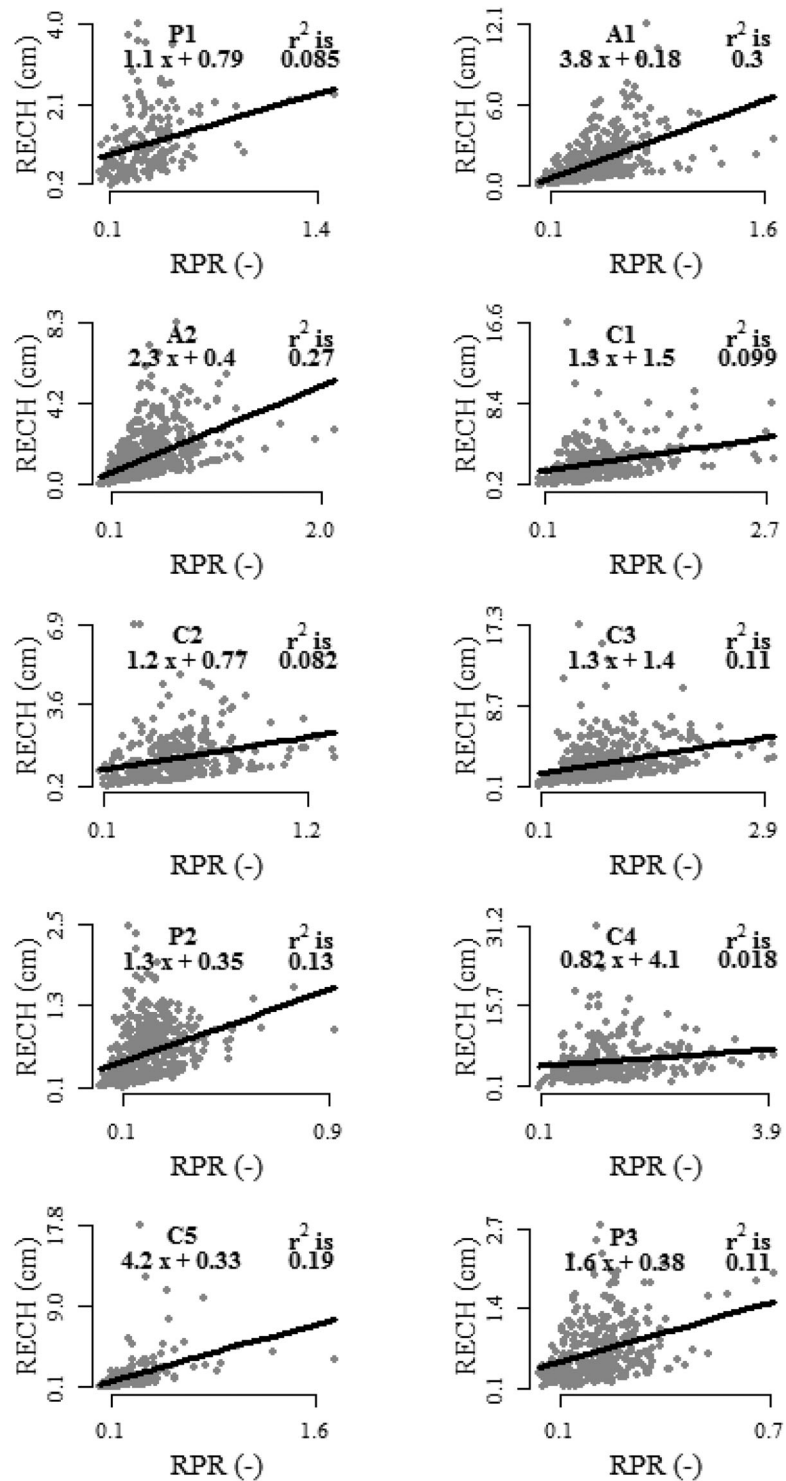 P1
r² is
1.1 x + 0.79
0.085
RECH (cm)
4.0
2.1
0.2
0.1
1.4
RPR (-)
A1
r² is
3.8 x + 0.18
0.3
RECH (cm)
12.1
6.0
0.0
0.1
1.6
RPR (-)
A2
r² is
2.3 x + 0.4
0.27
RECH (cm)
8.3
4.2
0.0
0.1
2.0
RPR (-)
C1
r² is
1.3 x + 1.5
0.099
RECH (cm)
16.6
8.4
0.2
0.1
2.7
RPR (-)
C2
r² is
1.2 x + 0.77
0.082
RECH (cm)
6.9
3.6
0.2
0.1
1.2
RPR (-)
C3
r² is
1.3 x + 1.4
0.11
RECH (cm)
17.3
8.7
0.1
0.1
2.9
RPR (-)
P2
r² is
1.3 x + 0.35
0.13
RECH (cm)
2.5
1.3
0.1
0.1
0.9
RPR (-)
C4
r² is
0.82 x + 4.1
0.018
RECH (cm)
31.2
15.7
0.1
0.1
3.9
RPR (-)
C5
r² is
4.2 x + 0.33
0.19
RECH (cm)
17.8
9.0
0.1
0.1
1.6
RPR (-)
P3
r² is
1.6 x + 0.38
0.11
RECH (cm)
2.7
1.4
0.1
0.1
0.7
RPR (-)